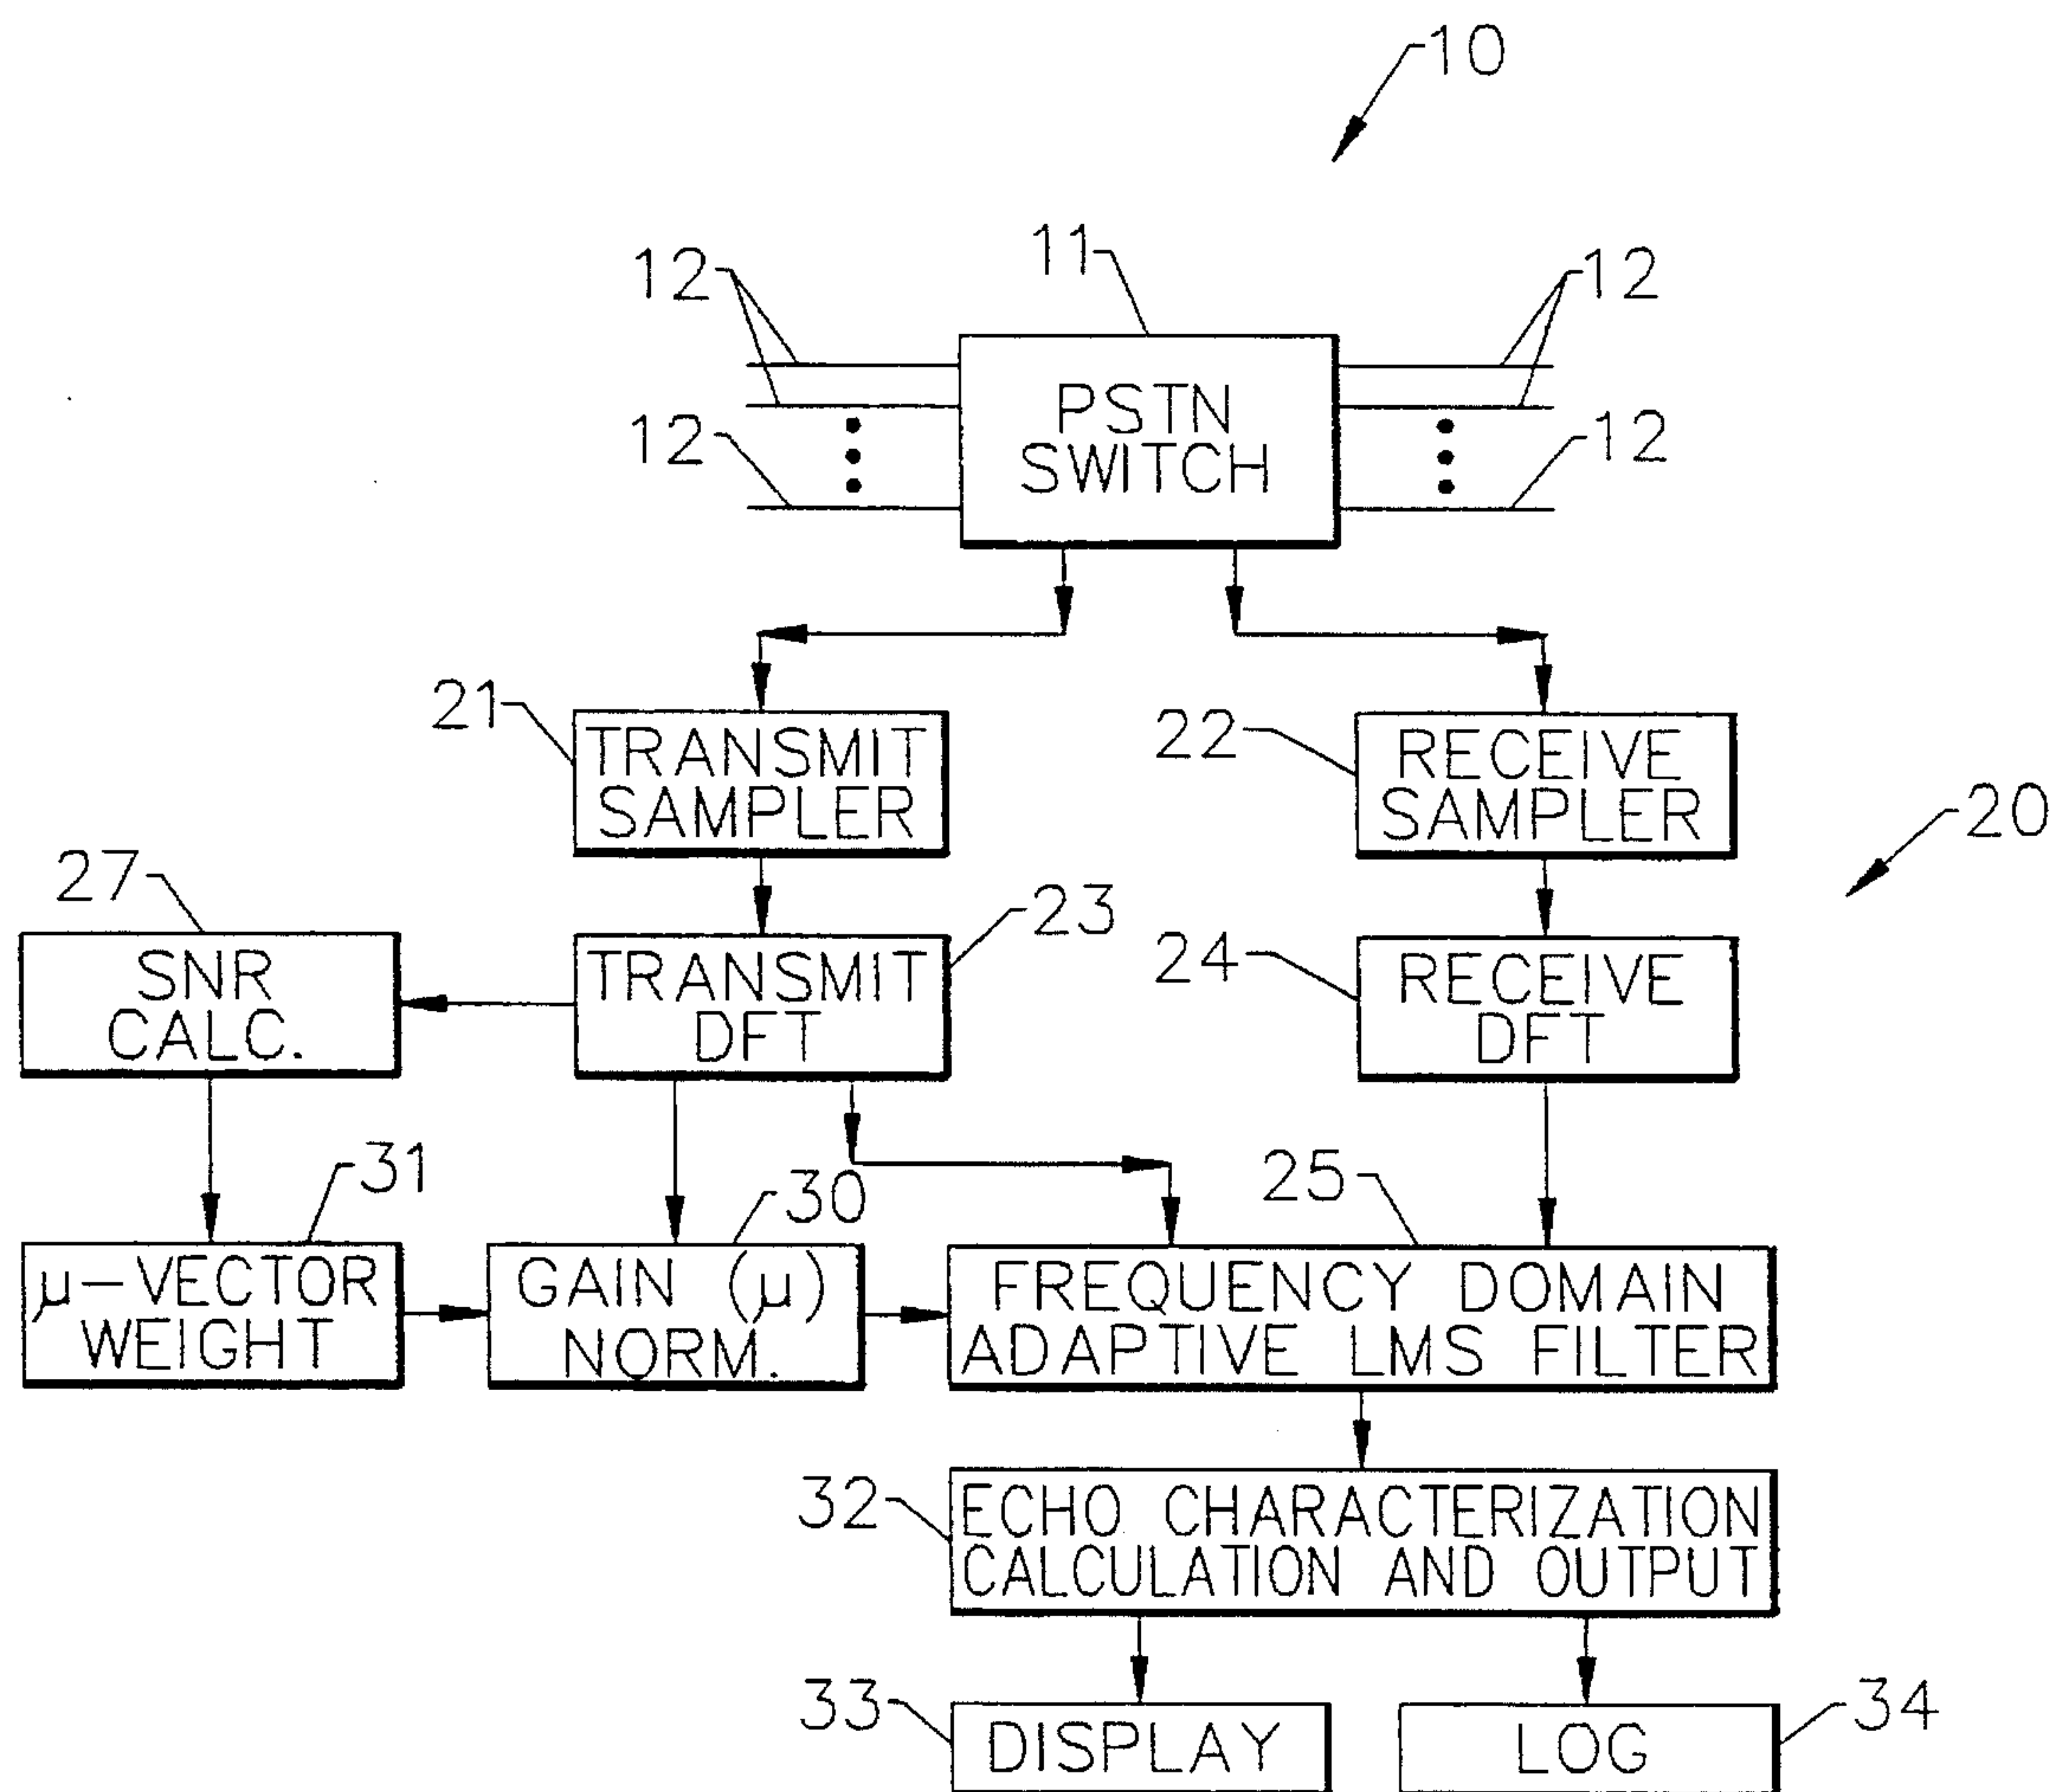 10
12
11
12
PSTN
SWITCH
12
12
21
TRANSMIT
SAMPLER
22
RECEIVE
SAMPLER
20
27
SNR
CALC.
23
TRANSMIT
DFT
24
RECEIVE
DFT
31
µ-VECTOR
WEIGHT
30
GAIN (µ)
NORM.
25
FREQUENCY DOMAIN
ADAPTIVE LMS FILTER
32
ECHO CHARACTERIZATION
CALCULATION AND OUTPUT
33
DISPLAY
LOG
34